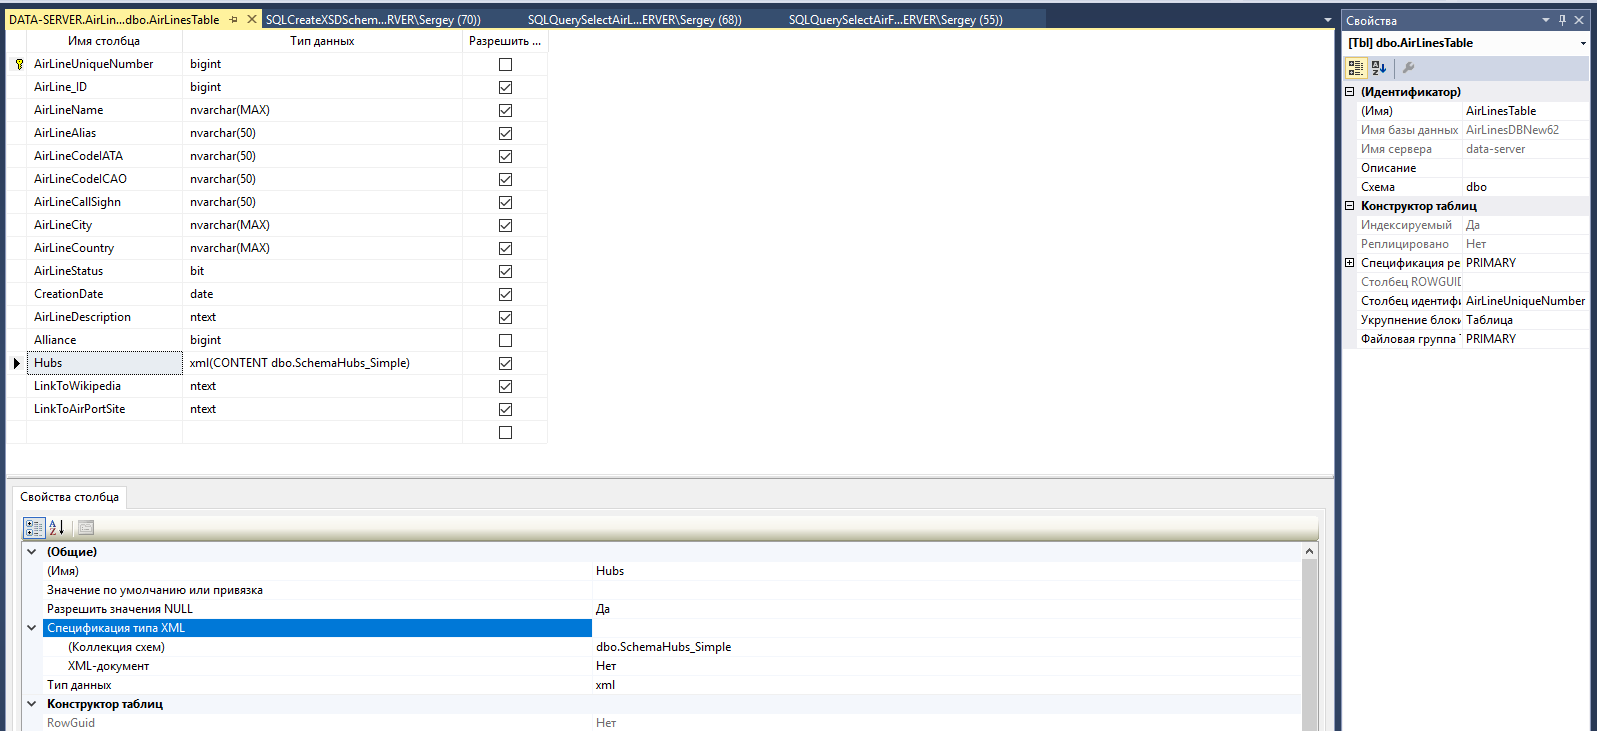 DATA-SERVER.AirLin...dbo.AirLinesTable
SQLCreateXSDSchem...RVER\Sergey (70))
SQLQuerySelectAirL...ERVER\Sergey (68))
SQLQuerySelectAirF...ERVER\Sergey (55))
Имя столбца Тип данных Разрешить ...
AirLineUniqueNumber bigint
AirLine_ID bigint
AirLineName nvarchar(MAX)
AirLineAlias nvarchar(50)
AirLineCodeIATA nvarchar(50)
AirLineCodeICAO nvarchar(50)
AirLineCallSighn nvarchar(50)
AirLineCity nvarchar(MAX)
AirLineCountry nvarchar(MAX)
AirLineStatus bit
CreationDate date
AirLineDescription ntext
Alliance bigint
Hubs xml(CONTENT dbo.SchemaHubs_Simple)
LinkToWikipedia ntext
LinkToAirPortSite ntext
Свойства столбца
(Общие)
(Имя) Hubs
Значение по умолчанию или привязка
Разрешить значения NULL Да
Спецификация типа XML
(Коллекция схем) dbo.SchemaHubs_Simple
XML-документ Нет
Тип данных xml
Конструктор таблиц
RowGuid Нет
Свойства
[Tbl] dbo.AirLinesTable
(Идентификатор)
(Имя) AirLinesTable
Имя базы данных AirLinesDBNew62
Имя сервера data-server
Описание
Схема dbo
Конструктор таблиц
Индексируемый Да
Реплицировано Нет
Спецификация ре PRIMARY
Столбец ROWGUID
Столбец идентифи AirLineUniqueNumber
Укрупнение блоки Таблица
Файловая группа PRIMARY